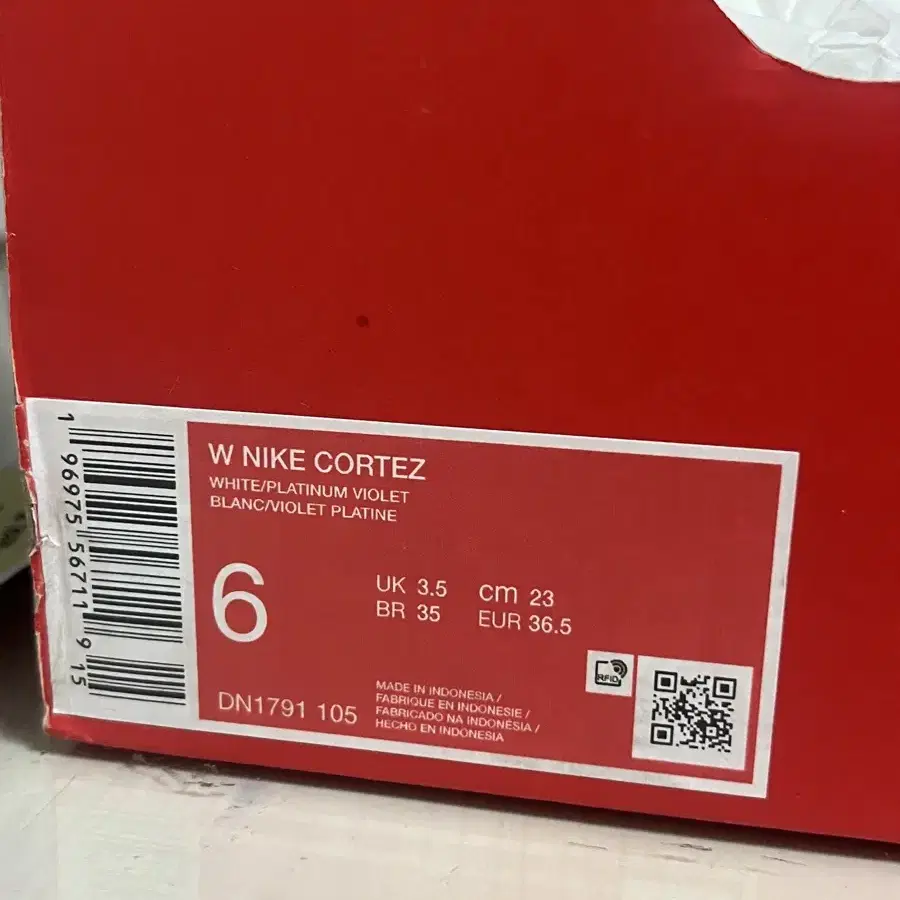 W NIKE CORTEZ
WHITE/PLATINUM VIOLET
BLANC/VIOLET PLATINE
6
UK 3.5 cm 23
BR 35 EUR 36.5
DN1791 105
MADE IN INDONESIA /
FABRIQUE EN INDONESIE /
FABRICADO NA INDONÉSIA /
HECHO EN INDONESIA
RFID
1 96975 56711 9 15